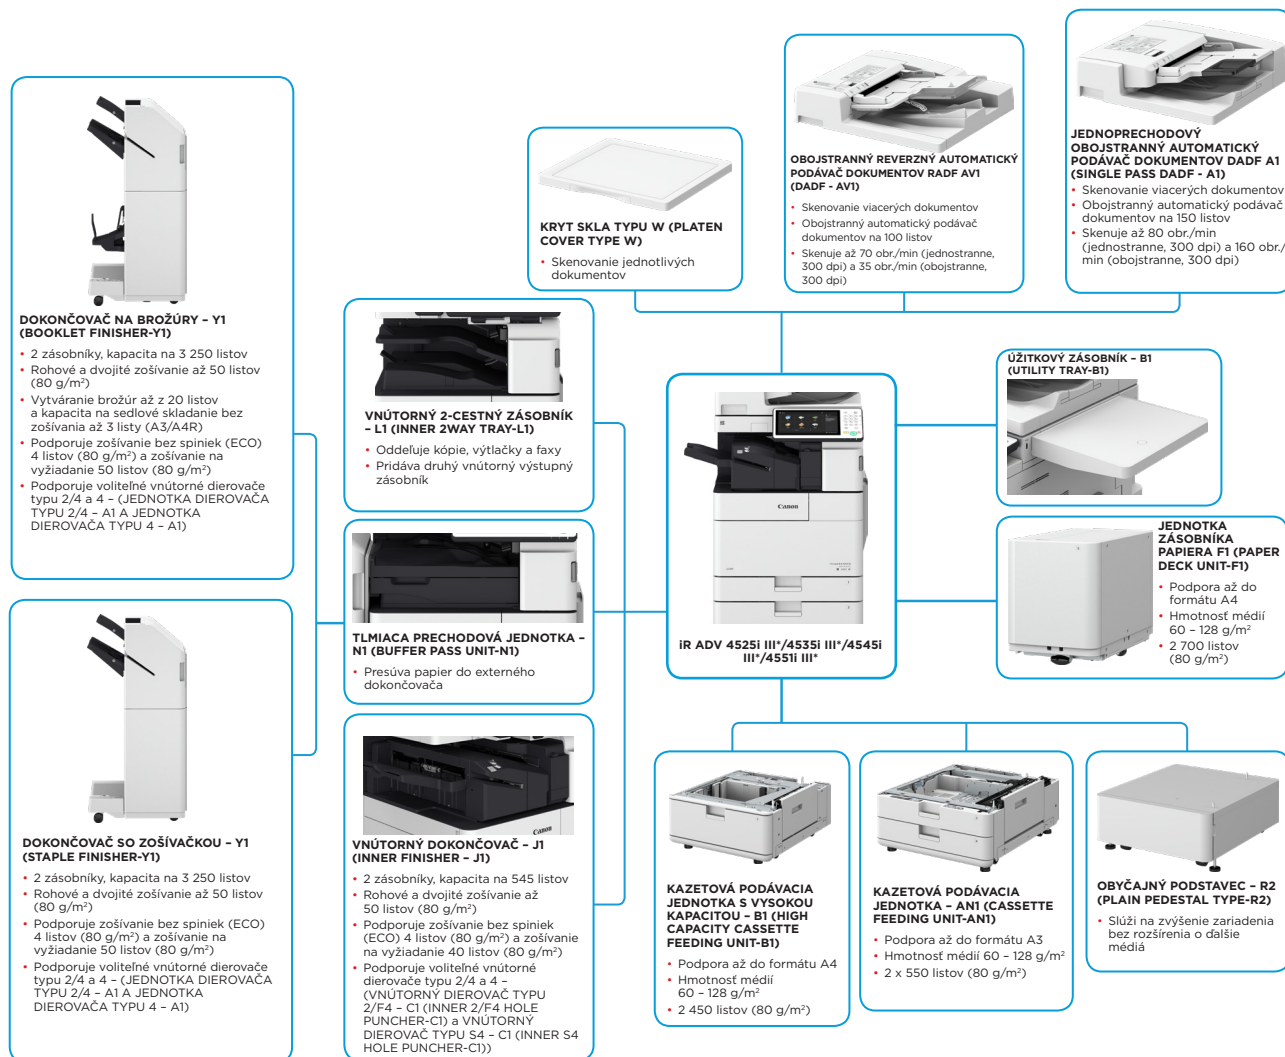 OBOJSTRANNÝ REVERZNÝ AUTOMATICKÝ
PODÁVAČ DOKUMENTOV RADF AV1
(DADF - AV1)
• Skenovanie viacerých dokumentov
• Obojstranný automatický podávač
dokumentov na 100 listov
• Skenuje až 70 obr./min (jednostranne,
300 dpi) a 35 obr./min (obojstranne,
300 dpi)
JEDNOPRECHODOVÝ
OBOJSTRANNÝ AUTOMATICKÝ
PODÁVAČ DOKUMENTOV DADF A1
(SINGLE PASS DADF - A1)
• Skenovanie viacerých dokumentov
• Obojstranný automatický podávač
dokumentov na 150 listov
• Skenuje až 80 obr./min
(jednostranne, 300 dpi) a 160 obr./
min (obojstranne, 300 dpi)
KRYT SKLA TYPU W (PLATEN
COVER TYPE W)
• Skenovanie jednotlivých
dokumentov
DOKONČOVAČ NA BROŽÚRY – Y1
(BOOKLET FINISHER-Y1)
• 2 zásobníky, kapacita na 3 250 listov
• Rohové a dvojité zošívanie až 50 listov
(80 g/m²)
• Vytváranie brožúr až z 20 listov
a kapacita na sedlové skladanie bez
zošívania až 3 listy (A3/A4R)
• Podporuje zošívanie bez spiniek (ECO)
4 listov (80 g/m²) a zošívanie na
vyžiadanie 50 listov (80 g/m²)
• Podporuje voliteľné vnútorné dierovače
typu 2/4 a 4 – (JEDNOTKA DIEROVAČA
TYPU 2/4 – A1 A JEDNOTKA
DIEROVAČA TYPU 4 – A1)
VNÚTORNÝ 2-CESTNÝ ZÁSOBNÍK
– L1 (INNER 2WAY TRAY-L1)
• Oddeľuje kópie, výtlačky a faxy
• Pridáva druhý vnútorný výstupný
zásobník
Canon
iR ADV 4525i III*/4535i III*/4545i
III*/4551i III*
ÚŽITKOVÝ ZÁSOBNÍK – B1
(UTILITY TRAY-B1)
JEDNOTKA
ZÁSOBNÍKA
PAPIERA F1 (PAPER
DECK UNIT-F1)
• Podpora až do
formátu A4
• Hmotnosť médií
60 – 128 g/m²
• 2 700 listov
(80 g/m²)
TLMIACA PRECHODOVÁ JEDNOTKA –
N1 (BUFFER PASS UNIT-N1)
• Presúva papier do externého
dokončovača
DOKONČOVAČ SO ZOŠÍVAČKOU – Y1
(STAPLE FINISHER-Y1)
• 2 zásobníky, kapacita na 3 250 listov
• Rohové a dvojité zošívanie až 50 listov
(80 g/m²)
• Podporuje zošívanie bez spiniek (ECO)
4 listov (80 g/m²) a zošívanie na
vyžiadanie 50 listov (80 g/m²)
• Podporuje voliteľné vnútorné dierovače
typu 2/4 a 4 – (JEDNOTKA DIEROVAČA
TYPU 2/4 – A1 A JEDNOTKA
DIEROVAČA TYPU 4 – A1)
Canon
VNÚTORNÝ DOKONČOVAČ – J1
(INNER FINISHER – J1)
• 2 zásobníky, kapacita na 545 listov
• Rohové a dvojité zošívanie až
50 listov (80 g/m²)
• Podporuje zošívanie bez spiniek
(ECO) 4 listov (80 g/m²) a zošívanie
na vyžiadanie 40 listov (80 g/m²)
• Podporuje voliteľné vnútorné
dierovače typu 2/4 a 4 –
(VNÚTORNÝ DIEROVAČ TYPU
2/F4 – C1 (INNER 2/F4 HOLE
PUNCHER-C1) a VNÚTORNÝ
DIEROVAČ TYPU S4 – C1 (INNER S4
HOLE PUNCHER-C1))
KAZETOVÁ PODÁVACIA
JEDNOTKA S VYSOKOU
KAPACITOU – B1 (HIGH
CAPACITY CASSETTE
FEEDING UNIT-B1)
• Podpora až do formátu A4
• Hmotnosť médií
60 – 128 g/m²
• 2 450 listov (80 g/m²)
KAZETOVÁ PODÁVACIA
JEDNOTKA – AN1 (CASSETTE
FEEDING UNIT-AN1)
• Podpora až do formátu A3
• Hmotnosť médií 60 – 128 g/m²
• 2 x 550 listov (80 g/m²)
OBYČAJNÝ PODSTAVEC – R2
(PLAIN PEDESTAL TYPE-R2)
• Slúži na zvýšenie zariadenia
bez rozšírenia o ďalšie
médiá